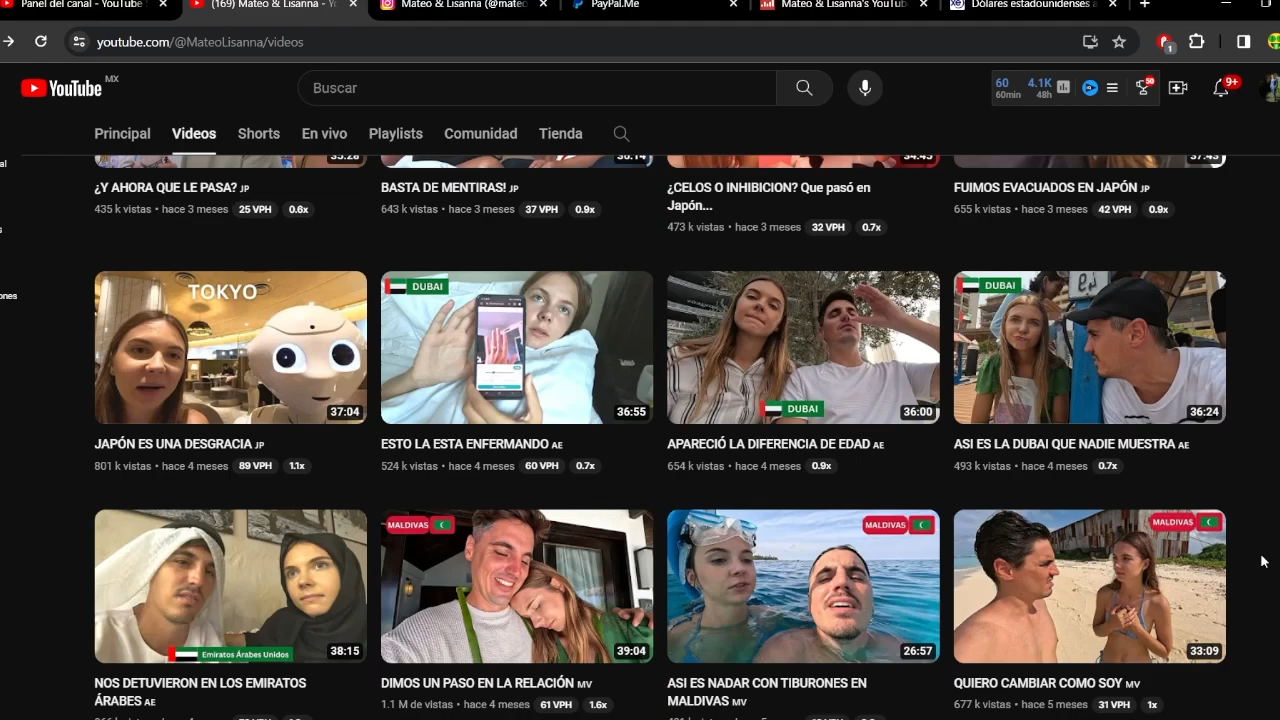 Panel del canal - YouTube
(169) Mateo & Lisanna - Yo
Mateo & Lisanna (@mateo
PayPal.Me
Mateo & Lisanna's YouTub
Dólares estadounidenses a
youtube.com/@MateoLisanna/videos
1
YouTube MX
Buscar
60 4.1K
60min 48h
50
9+
Principal Videos Shorts En vivo Playlists Comunidad Tienda
35:28 36:14 34:45 37:43
¿Y AHORA QUE LE PASA? JP
435 k vistas • hace 3 meses 25 VPH 0.6x
BASTA DE MENTIRAS! JP
643 k vistas • hace 3 meses 37 VPH 0.9x
¿CELOS O INHIBICION? Que pasó en
Japón...
473 k vistas • hace 3 meses 32 VPH 0.7x
FUIMOS EVACUADOS EN JAPÓN JP
655 k vistas • hace 3 meses 42 VPH 0.9x
TOKYO
37:04
JAPÓN ES UNA DESGRACIA JP
801 k vistas • hace 4 meses 89 VPH 1.1x
DUBAI
36:55
ESTO LA ESTA ENFERMANDO AE
524 k vistas • hace 4 meses 60 VPH 0.7x
DUBAI
36:00
APARECIÓ LA DIFERENCIA DE EDAD AE
654 k vistas • hace 4 meses 0.9x
DUBAI
36:24
ASI ES LA DUBAI QUE NADIE MUESTRA AE
493 k vistas • hace 4 meses 0.7x
Emiratos Árabes Unidos
38:15
NOS DETUVIERON EN LOS EMIRATOS
ÁRABES AE
MALDIVAS
39:04
DIMOS UN PASO EN LA RELACIÓN MV
1.1 M de vistas • hace 4 meses 61 VPH 1.6x
MALDIVAS
26:57
ASI ES NADAR CON TIBURONES EN
MALDIVAS MV
MALDIVAS
33:09
QUIERO CAMBIAR COMO SOY MV
677 k vistas • hace 5 meses 31 VPH 1x